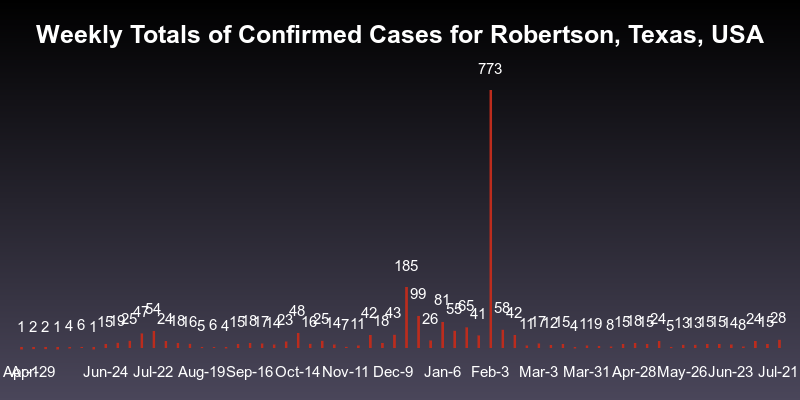 Weekly Totals of Confirmed Cases for Robertson, Texas, USA
773
185
1 2 2 1 4 6 1 15 19 25 47 54 24 18 16 5 6 4 15 18 17 14 23 48 16 25 14 7 11 42 18 43 99 26 81 55 65 41 58 42 11 17 12 15 4 11 9 8 15 18 15 24 5 13 13 15 15 14 8 24 15 28
Apr-1 Apr-29 Jun-24 Jul-22 Aug-19 Sep-16 Oct-14 Nov-11 Dec-9 Jan-6 Feb-3 Mar-3 Mar-31 Apr-28 May-26 Jun-23 Jul-21